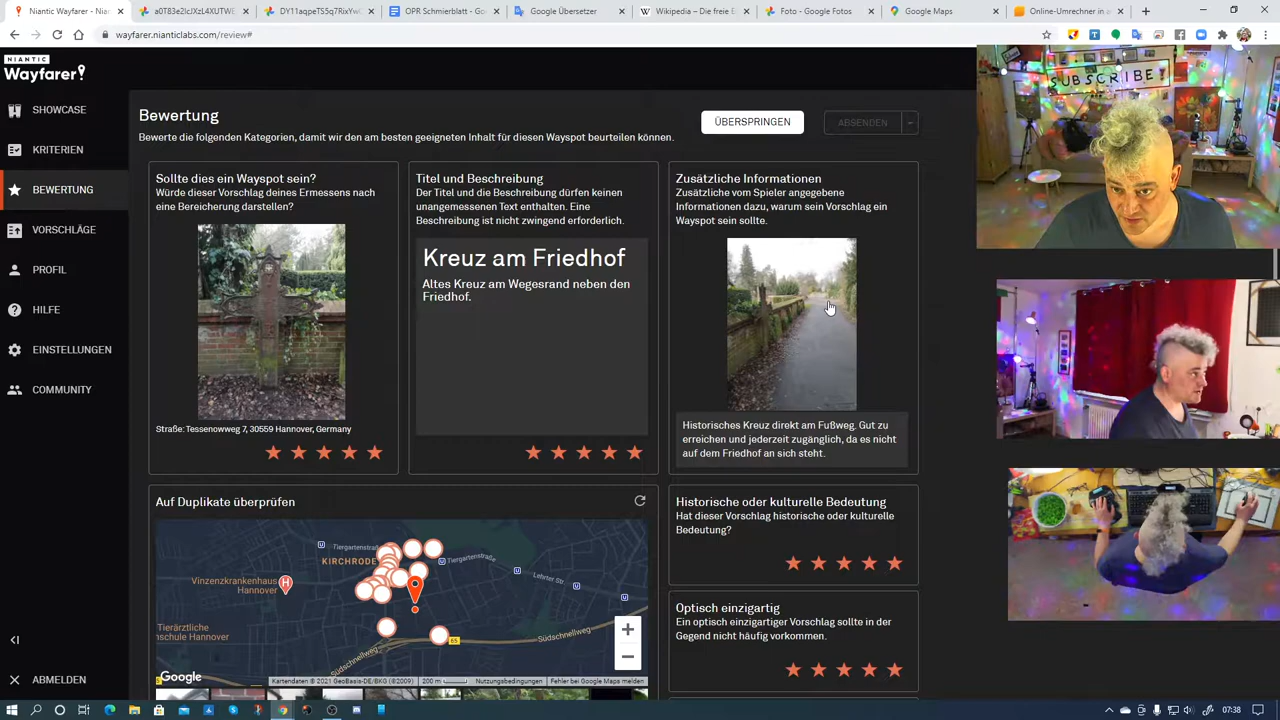 Niantic Wayfarer
OPR Schmierblatt - Go
Google Übersetzer
Wikipedia – Die freie E
Foto - Google Fotos
Google Maps
Online-Umrechner in a
wayfarer.nianticlabs.com/review#
NIANTIC
Wayfarer
SHOWCASE
KRITERIEN
BEWERTUNG
VORSCHLÄGE
PROFIL
HILFE
EINSTELLUNGEN
COMMUNITY
ABMELDEN
Bewertung
Bewerte die folgenden Kategorien, damit wir den am besten geeigneten Inhalt für diesen Wayspot beurteilen können.
ÜBERSPRINGEN
ABSENDEN
Sollte dies ein Wayspot sein?
Würde dieser Vorschlag deines Ermessens nach
eine Bereicherung darstellen?
Straße: Tessenowweg 7, 30559 Hannover, Germany
Titel und Beschreibung
Der Titel und die Beschreibung dürfen keinen
unangemessenen Text enthalten. Eine
Beschreibung ist nicht zwingend erforderlich.
Kreuz am Friedhof
Altes Kreuz am Wegesrand neben den
Friedhof.
Zusätzliche Informationen
Zusätzliche vom Spieler angegebene
Informationen dazu, warum sein Vorschlag ein
Wayspot sein sollte.
Historisches Kreuz direkt am Fußweg. Gut zu
erreichen und jederzeit zugänglich, da es nicht
auf dem Friedhof an sich steht.
Auf Duplikate überprüfen
Tiergartenstraße
KIRCHRODE
Tiergartenstraße
Lehrter Str.
Vinzenzkrankenhaus
Hannover
Tierärztliche
schule Hannover
Südschnellweg
65
Südschnellweg
Google
Kartendaten © 2021 GeoBasis-DE/BKG (©2009)
200 m
Nutzungsbedingungen
Fehler bei Google Maps melden
Historische oder kulturelle Bedeutung
Hat dieser Vorschlag historische oder kulturelle
Bedeutung?
Optisch einzigartig
Ein optisch einzigartiger Vorschlag sollte in der
Gegend nicht häufig vorkommen.
SUBSCRIBE!
07:38